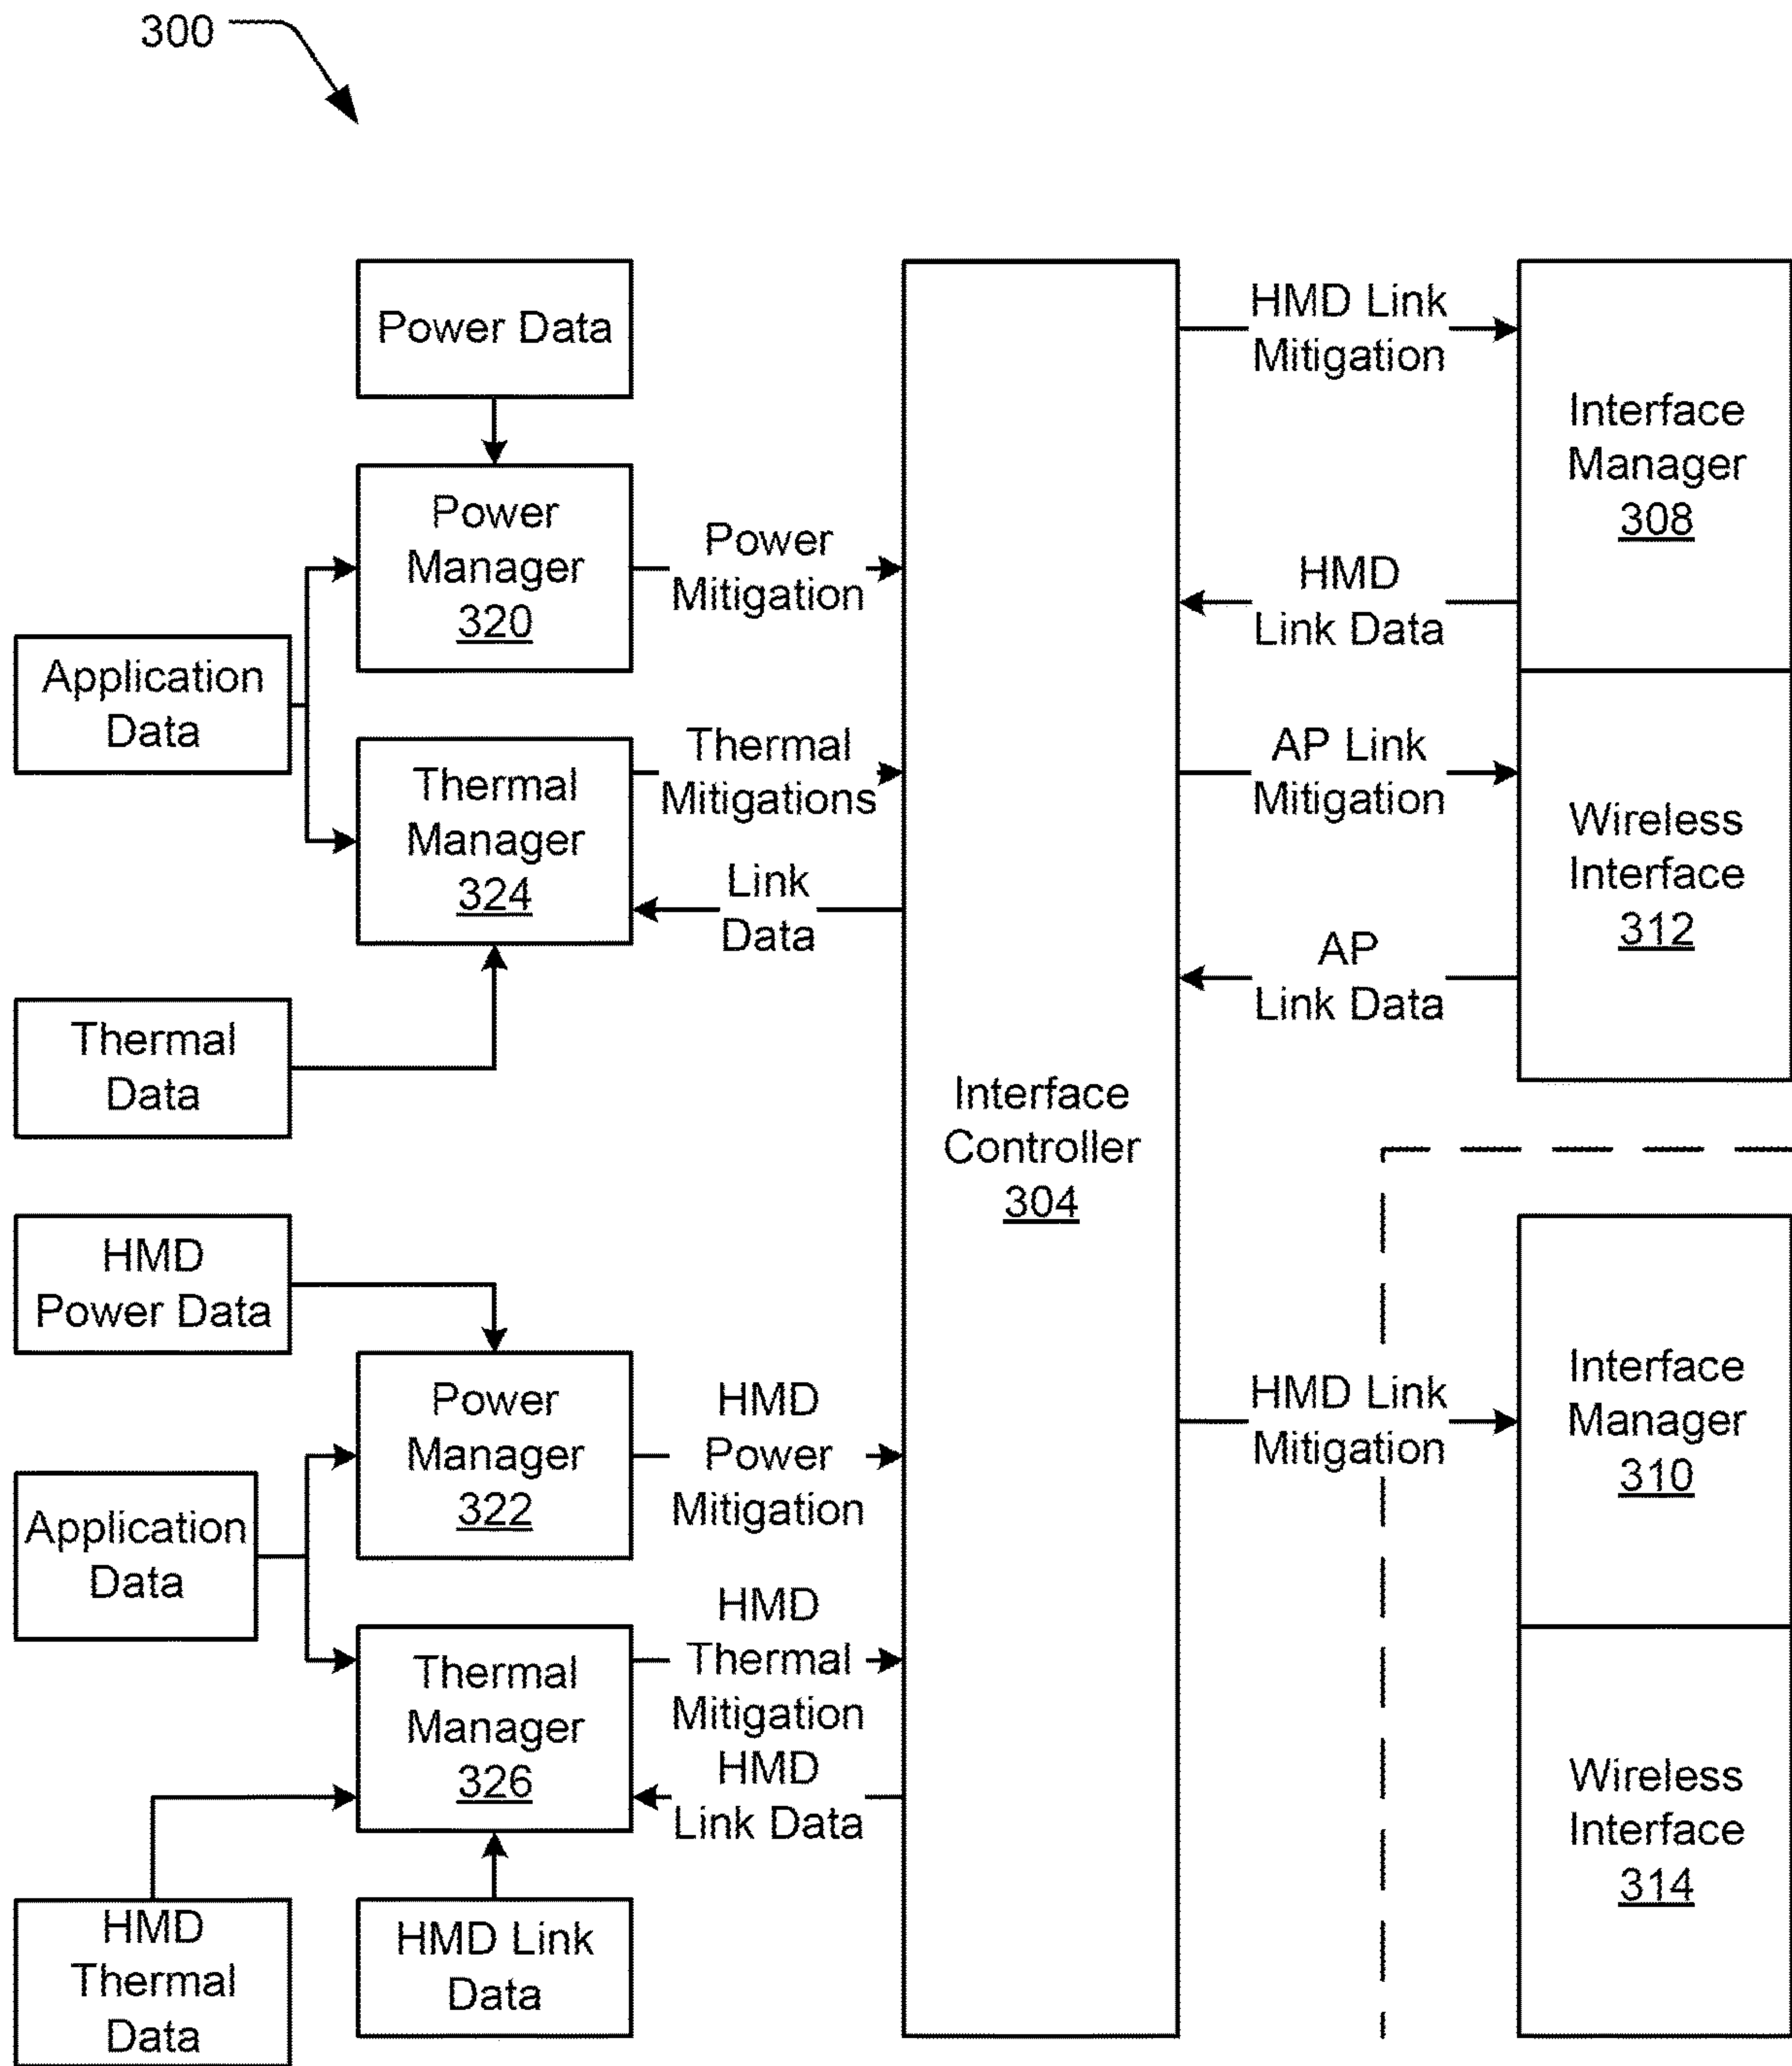 300
Power Data
Power
Manager
320
Application
Data
Thermal
Manager
324
Thermal
Data
Power
Mitigation
Thermal
Mitigations
Link
Data
HMD
Power Data
Power
Manager
322
Application
Data
Thermal
Manager
326
HMD
Thermal
Data
HMD Link
Data
HMD
Power
Mitigation
HMD
Thermal
Mitigation
HMD
Link Data
Interface
Controller
304
HMD Link
Mitigation
HMD
Link Data
AP Link
Mitigation
AP
Link Data
HMD Link
Mitigation
Interface
Manager
308
Wireless
Interface
312
Interface
Manager
310
Wireless
Interface
314